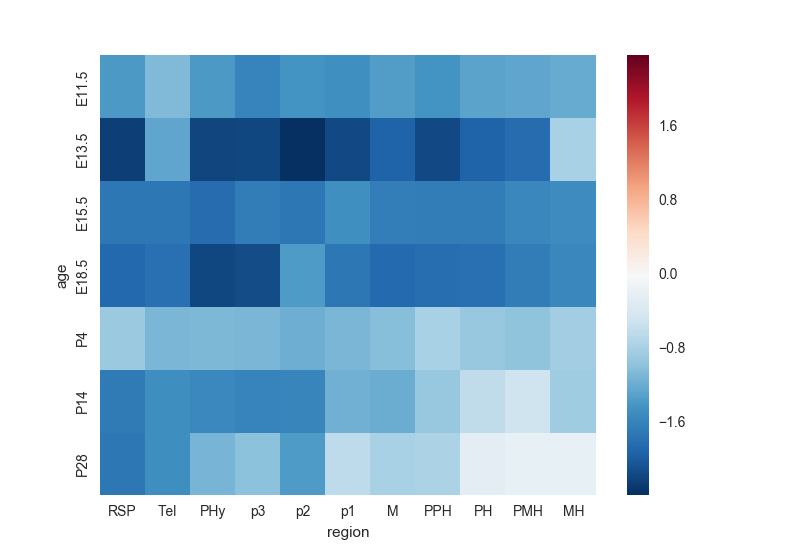 age
E11.5
E13.5
E15.5
E18.5
P4
P14
P28
RSP Tel PHy p3 p2 p1 M PPH PH PMH MH
region
1.6
0.8
0.0
−0.8
−1.6